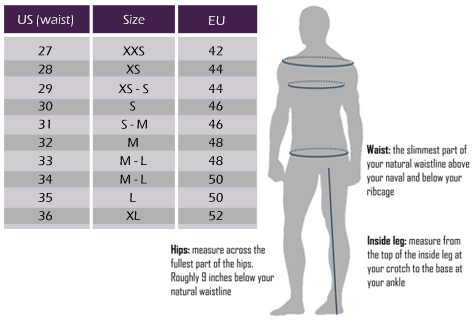 US (waist) Size EU
27 XXS 42
28 XS 44
29 XS - S 44
30 S 46
31 S - M 46
32 M 48
33 M - L 48
34 M - L 50
35 L 50
36 XL 52
Waist: the slimmest part of
your natural waistline above
your naval and below your
ribcage
Hips: measure across the
fullest part of the hips.
Roughly 9 inches below your
natural waistline
Inside leg: measure from
the top of the inside leg at
your crotch to the base at
your ankle